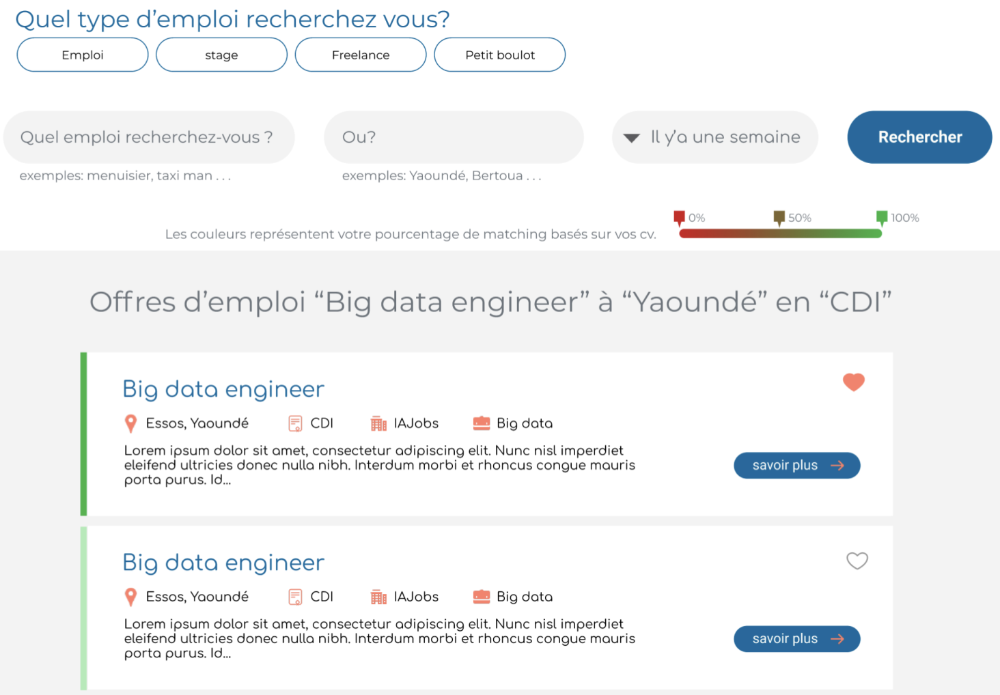 Quel type d’emploi recherchez vous?
Emploi
stage
Freelance
Petit boulot
Quel emploi recherchez-vous ?
Ou?
Il y’a une semaine
Rechercher
exemples: menuisier, taxi man . . .
exemples: Yaoundé, Bertoua . . .
0%
50%
100%
Les couleurs représentent votre pourcentage de matching basés sur vos cv.
Offres d’emploi “Big data engineer” à “Yaoundé” en “CDI”
Big data engineer
Essos, Yaoundé
CDI
IAJobs
Big data
Lorem ipsum dolor sit amet, consectetur adipiscing elit. Nunc nisl imperdiet
eleifend ultricies donec nulla nibh. Interdum morbi et rhoncus congue mauris
porta purus. Id...
savoir plus
Big data engineer
Essos, Yaoundé
CDI
IAJobs
Big data
Lorem ipsum dolor sit amet, consectetur adipiscing elit. Nunc nisl imperdiet
eleifend ultricies donec nulla nibh. Interdum morbi et rhoncus congue mauris
porta purus. Id...
savoir plus